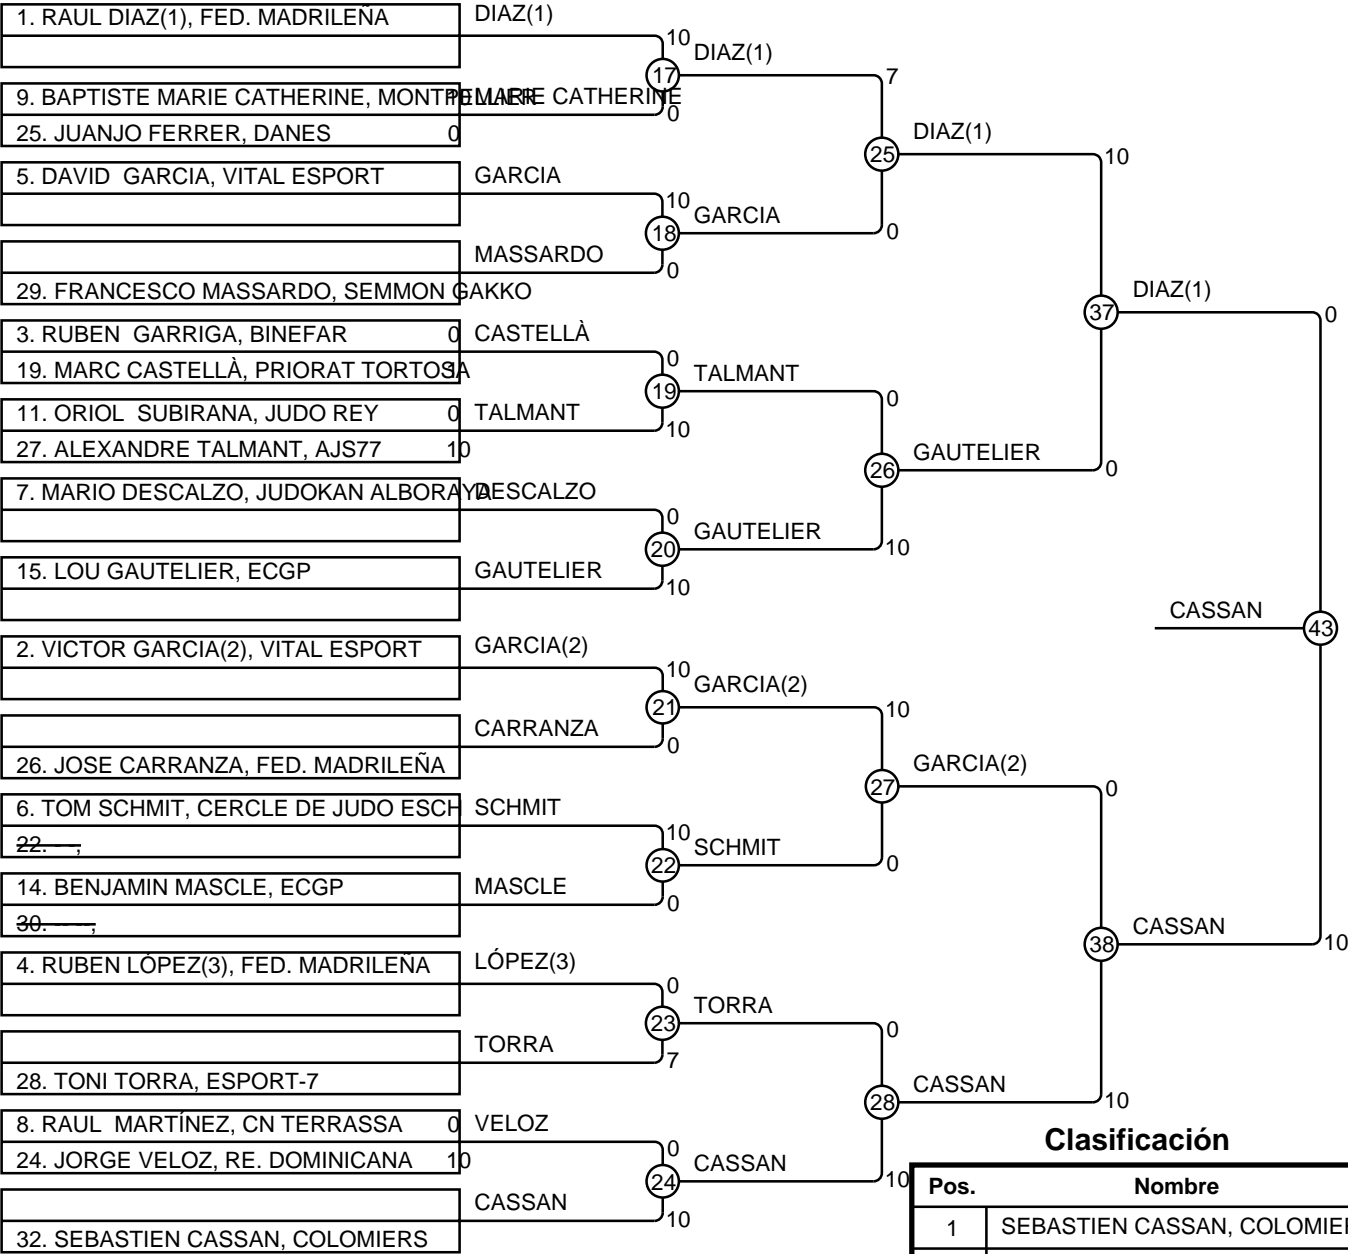 1. RAUL DIAZ(1), FED. MADRILEÑA
DIAZ(1)
10
DIAZ(1)
17
7
9. BAPTISTE MARIE CATHERINE, MONTPELLIER
10
MARIE CATHERINE
0
25. JUANJO FERRER, DANES 0
DIAZ(1)
25
10
5. DAVID GARCIA, VITAL ESPORT
GARCIA
10
GARCIA
18
0
MASSARDO
0
29. FRANCESCO MASSARDO, SEMMON GAKKO
DIAZ(1)
37
0
3. RUBEN GARRIGA, BINEFAR 0
CASTELLÀ
0
19. MARC CASTELLÀ, PRIORAT TORTOSA
TALMANT
19
0
11. ORIOL SUBIRANA, JUDO REY 0
TALMANT
10
27. ALEXANDRE TALMANT, AJS77 10
GAUTELIER
26
0
7. MARIO DESCALZO, JUDOKAN ALBORAYA
DESCALZO
0
GAUTELIER
20
10
15. LOU GAUTELIER, ECGP
GAUTELIER
10
CASSAN
43
2. VICTOR GARCIA(2), VITAL ESPORT
GARCIA(2)
10
GARCIA(2)
21
10
CARRANZA
0
26. JOSE CARRANZA, FED. MADRILEÑA
GARCIA(2)
27
0
6. TOM SCHMIT, CERCLE DE JUDO ESCH
SCHMIT
10
22. -- --,
SCHMIT
22
0
14. BENJAMIN MASCLE, ECGP
MASCLE
0
30. -- --,
CASSAN
38
10
4. RUBEN LÓPEZ(3), FED. MADRILEÑA
LÓPEZ(3)
0
TORRA
23
0
TORRA
7
28. TONI TORRA, ESPORT-7
CASSAN
28
10
8. RAUL MARTÍNEZ, CN TERRASSA 0
VELOZ
0
24. JORGE VELOZ, RE. DOMINICANA 10
CASSAN
24
10
CASSAN
10
32. SEBASTIEN CASSAN, COLOMIERS
Clasificación
Pos. Nombre
1 SEBASTIEN CASSAN, COLOMIER